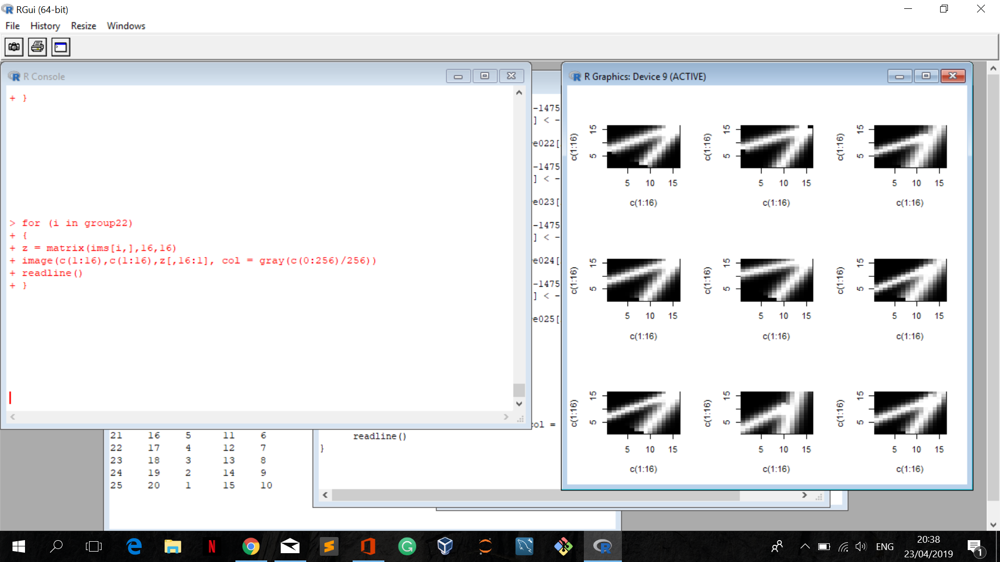 RGui (64-bit)
File History Resize Windows
R Console
+ }
> for (i in group22)
+ {
+ z = matrix(ims[i,],16,16)
+ image(c(1:16),c(1:16),z[,16:1], col = gray(c(0:256)/256))
+ readline()
+ }
-1475
] < -
e022[
-1475
] < -
e023[
-1475
] < -
e024[
-1475
] < -
e025[
col =
readline()
}
21 16 5 11 6
22 17 4 12 7
23 18 3 13 8
24 19 2 14 9
25 20 1 15 10
R Graphics: Device 9 (ACTIVE)
c(1:16) 5 15 c(1:16) 5 15 c(1:16) 5 15
5 10 15 5 10 15 5 10 15
c(1:16) c(1:16) c(1:16)
c(1:16) 5 15 c(1:16) 5 15 c(1:16) 5 15
5 10 15 5 10 15 5 10 15
c(1:16) c(1:16) c(1:16)
c(1:16) 5 15 c(1:16) 5 15 c(1:16) 5 15
5 10 15 5 10 15 5 10 15
c(1:16) c(1:16) c(1:16)
ENG
20:38
23/04/2019
1